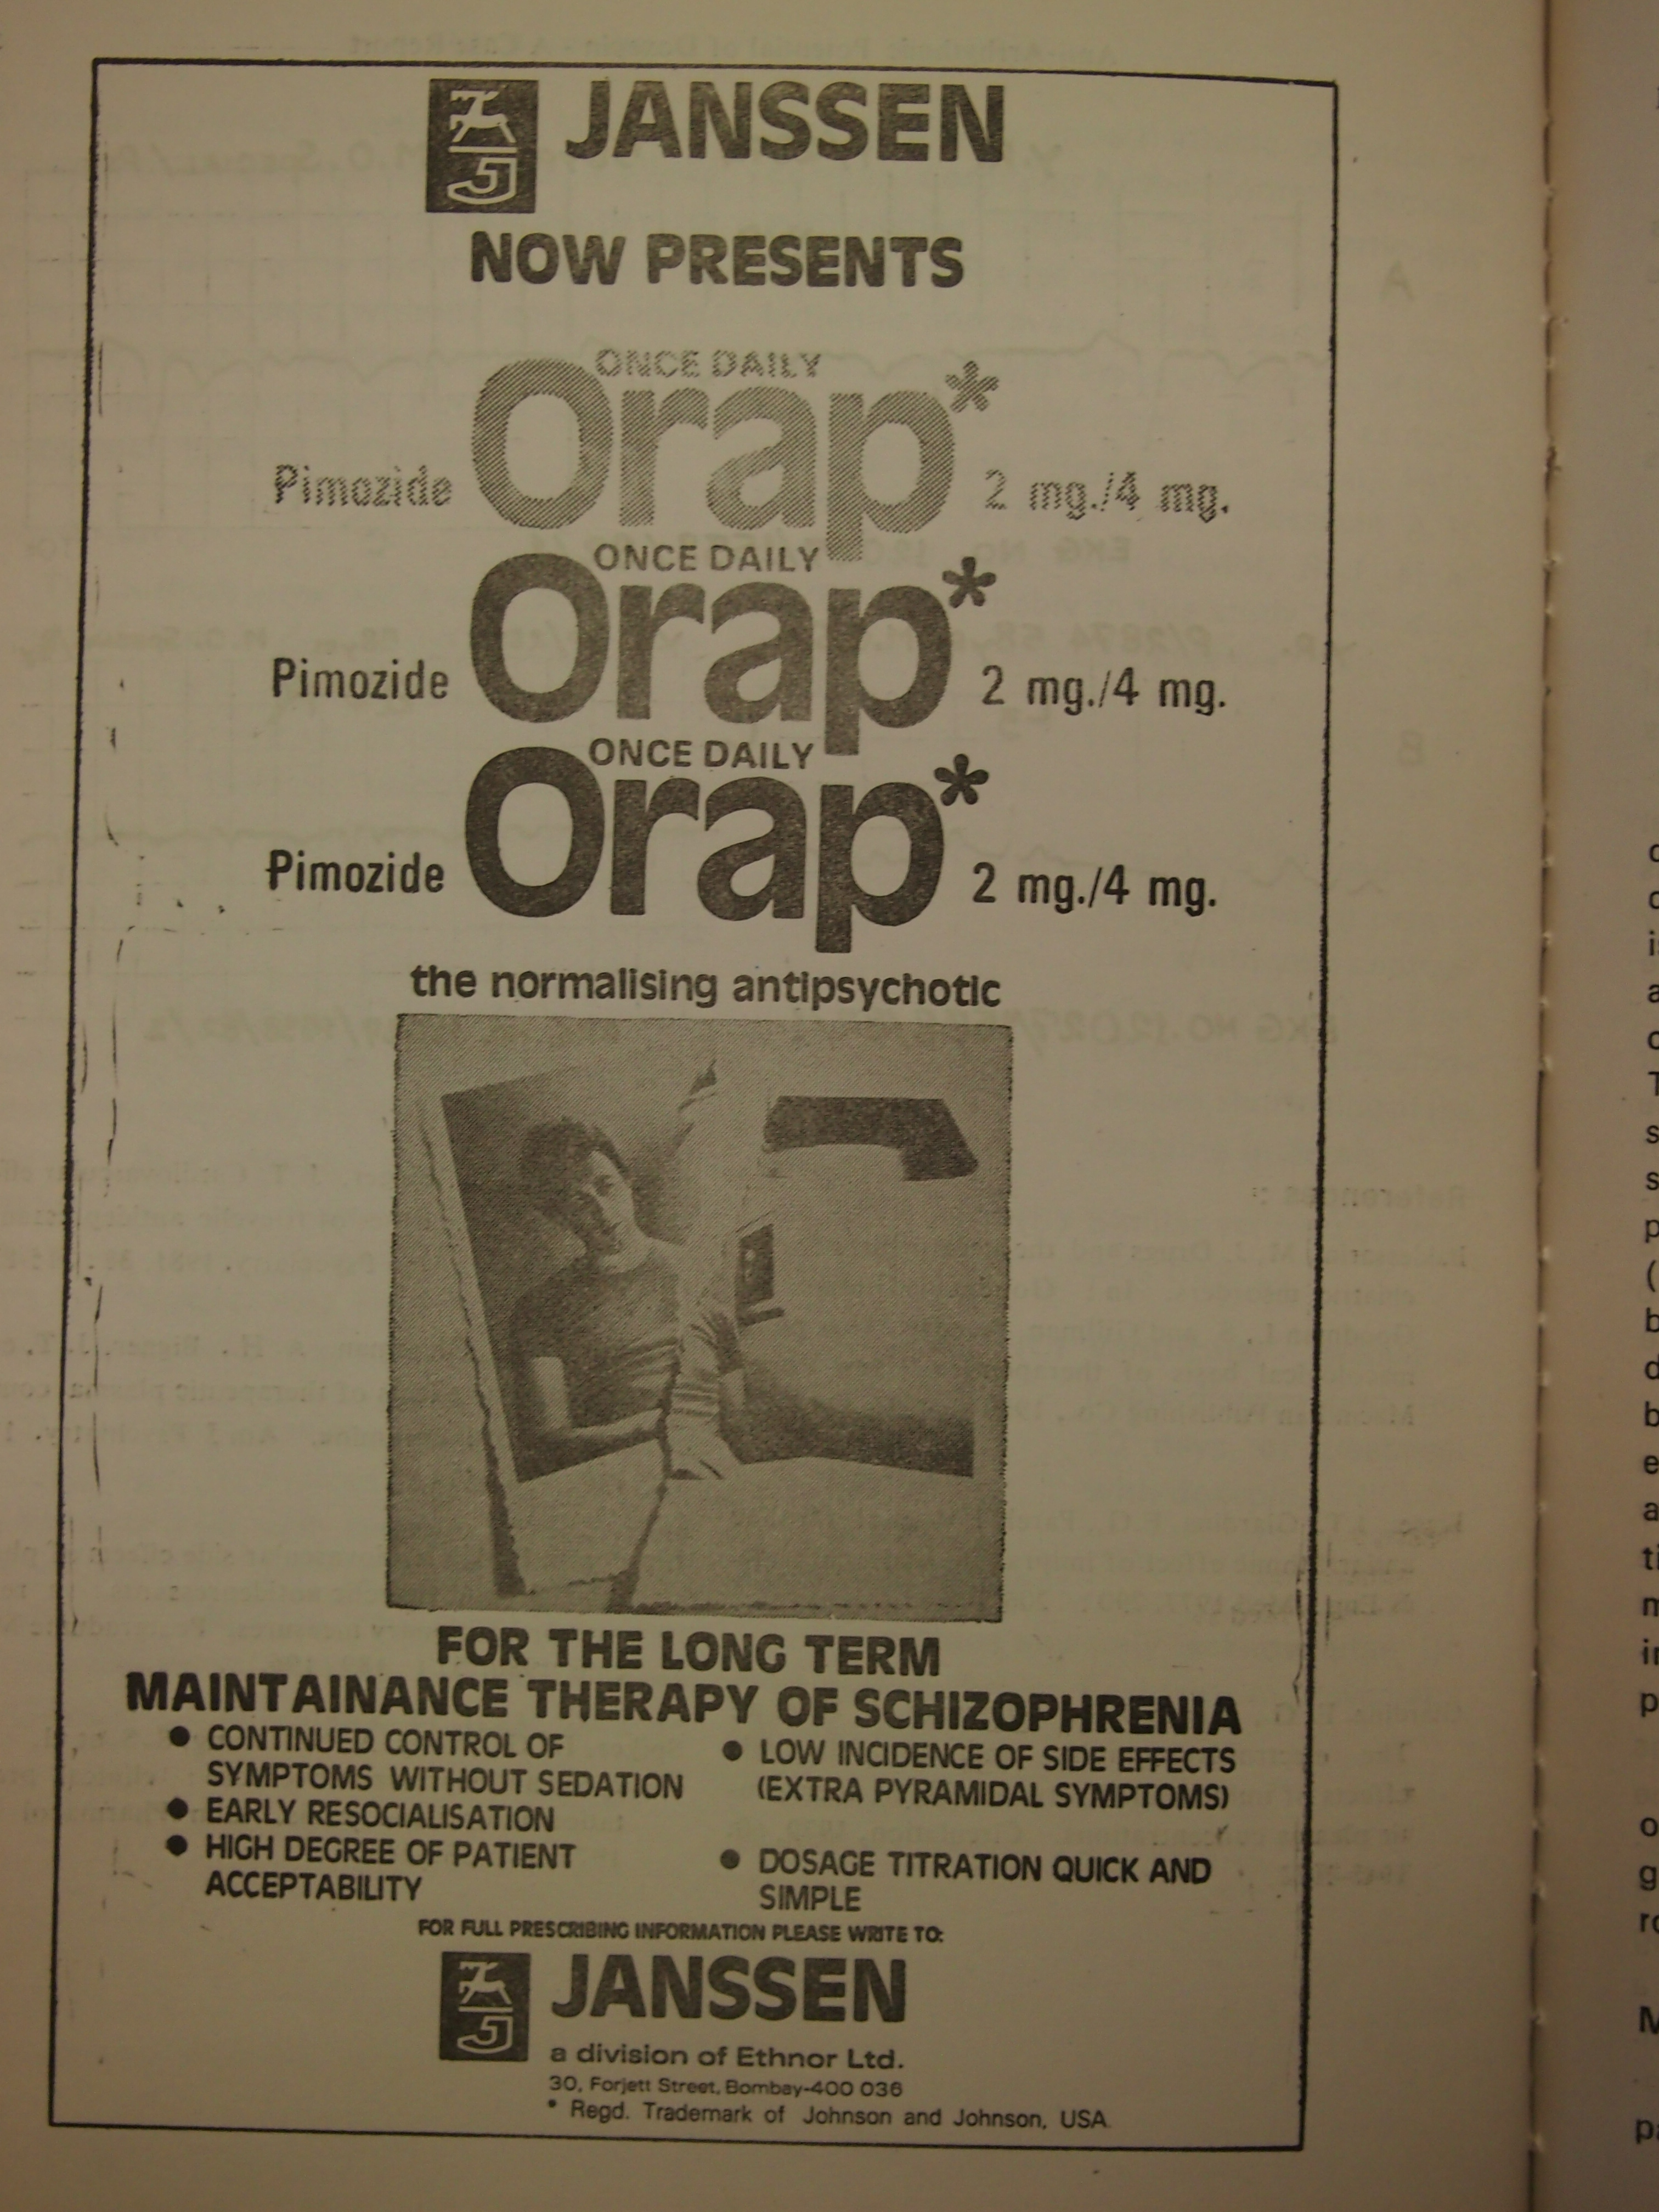 JANSSEN
NOW PRESENTS
ONCE DAILY
Pimozide Orap* 2 mg./4 mg.
ONCE DAILY
Pimozide Orap* 2 mg./4 mg.
ONCE DAILY
Pimozide Orap* 2 mg./4 mg.
the normalising antipsychotic
FOR THE LONG TERM
MAINTAINANCE THERAPY OF SCHIZOPHRENIA
● CONTINUED CONTROL OF
SYMPTOMS WITHOUT SEDATION
● EARLY RESOCIALISATION
● HIGH DEGREE OF PATIENT
ACCEPTABILITY
● LOW INCIDENCE OF SIDE EFFECTS
(EXTRA PYRAMIDAL SYMPTOMS)
● DOSAGE TITRATION QUICK AND
SIMPLE
FOR FULL PRESCRIBING INFORMATION PLEASE WRITE TO:
JANSSEN
a division of Ethnor Ltd.
30, Forjett Street, Bombay-400 036
* Regd. Trademark of Johnson and Johnson, USA.